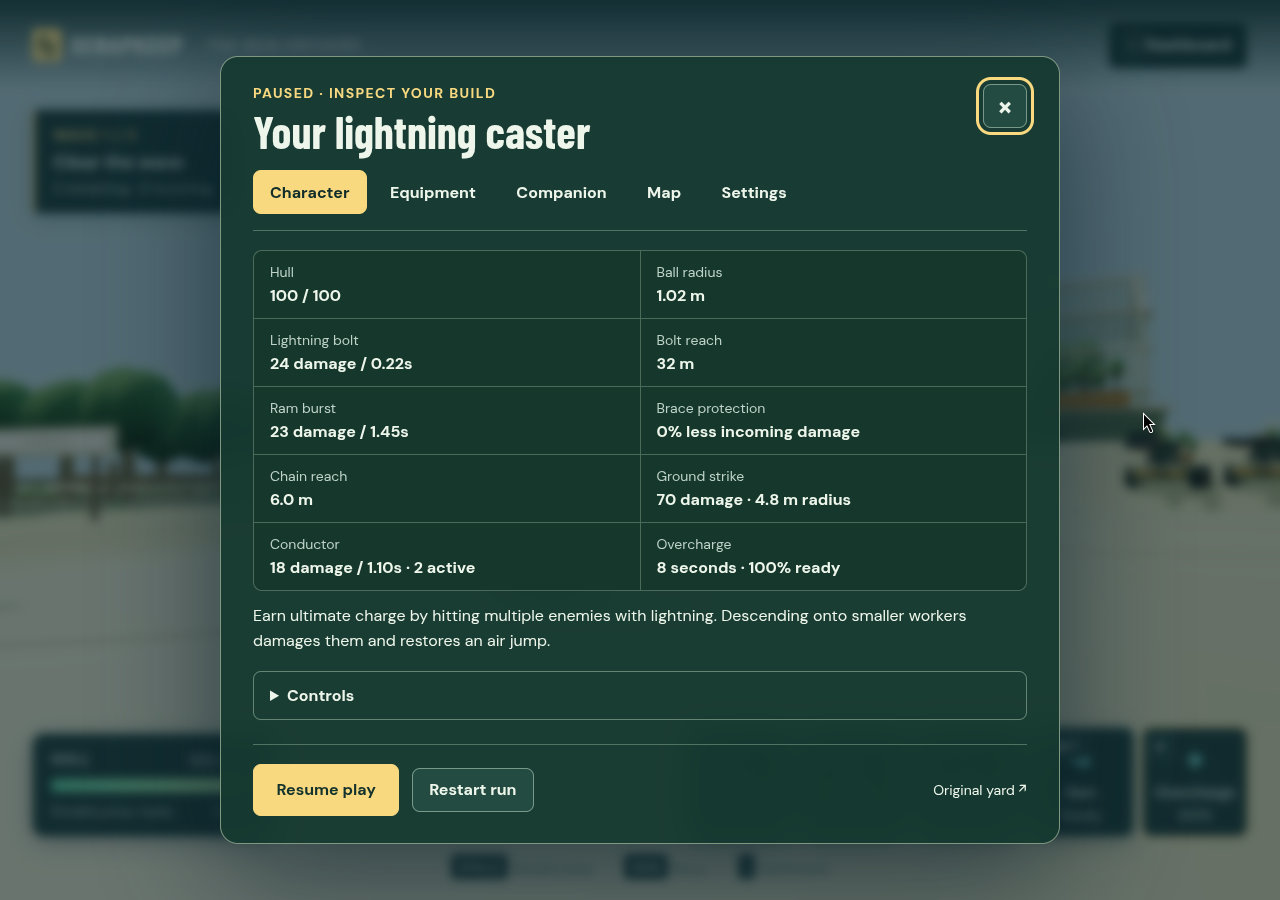 PAUSED · INSPECT YOUR BUILD
Your lightning caster
×
Character
Equipment
Companion
Map
Settings
Hull
100 / 100
Ball radius
1.02 m
Lightning bolt
24 damage / 0.22s
Bolt reach
32 m
Ram burst
23 damage / 1.45s
Brace protection
0% less incoming damage
Chain reach
6.0 m
Ground strike
70 damage · 4.8 m radius
Conductor
18 damage / 1.10s · 2 active
Overcharge
8 seconds · 100% ready
Earn ultimate charge by hitting multiple enemies with lightning. Descending onto smaller workers
damages them and restores an air jump.
Controls
Resume play
Restart run
Original yard ↗